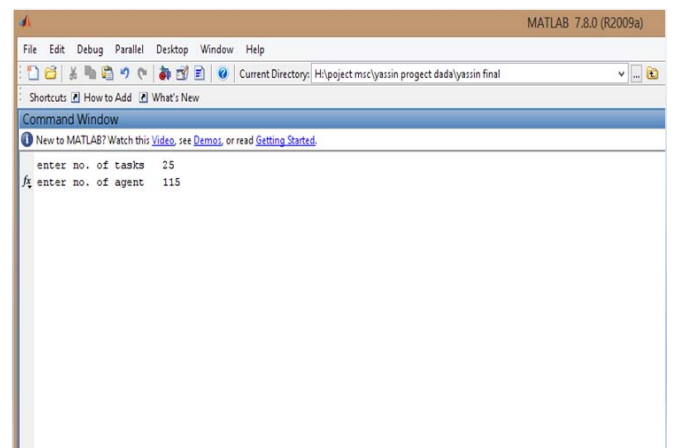 MATLAB 7.8.0 (R2009a)
File Edit Debug Parallel Desktop Window Help
Current Directory: H:\poject msc\yassin progect dada\yassin final
Shortcuts How to Add What's New
Command Window
New to MATLAB? Watch this Video, see Demos, or read Getting Started.
enter no. of tasks 25
fx enter no. of agent 115